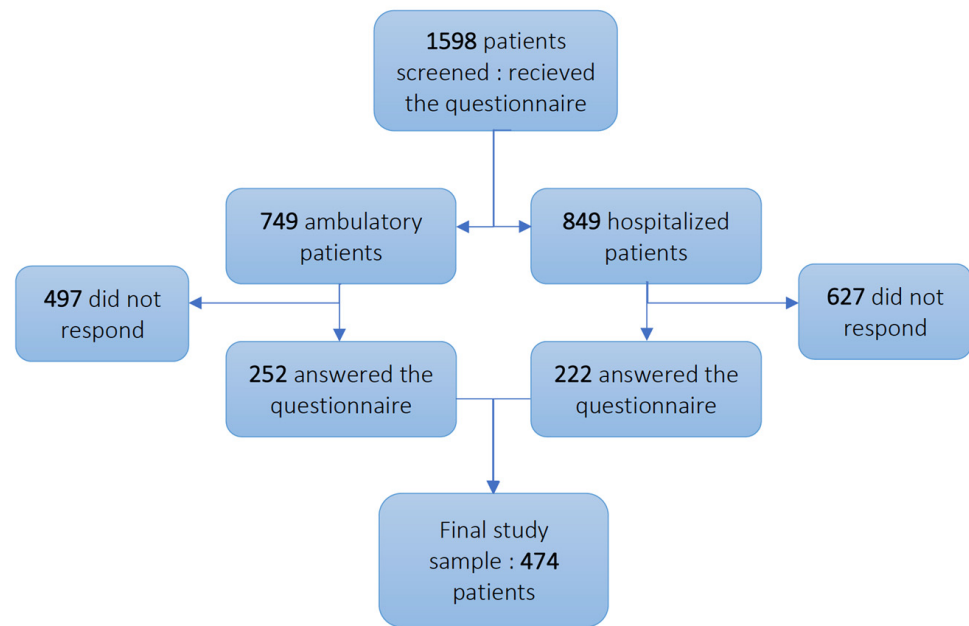 1598 patients
screened : recieved
the questionnaire
749 ambulatory
patients
849 hospitalized
patients
497 did not
respond
627 did not
respond
252 answered the
questionnaire
222 answered the
questionnaire
Final study
sample : 474
patients